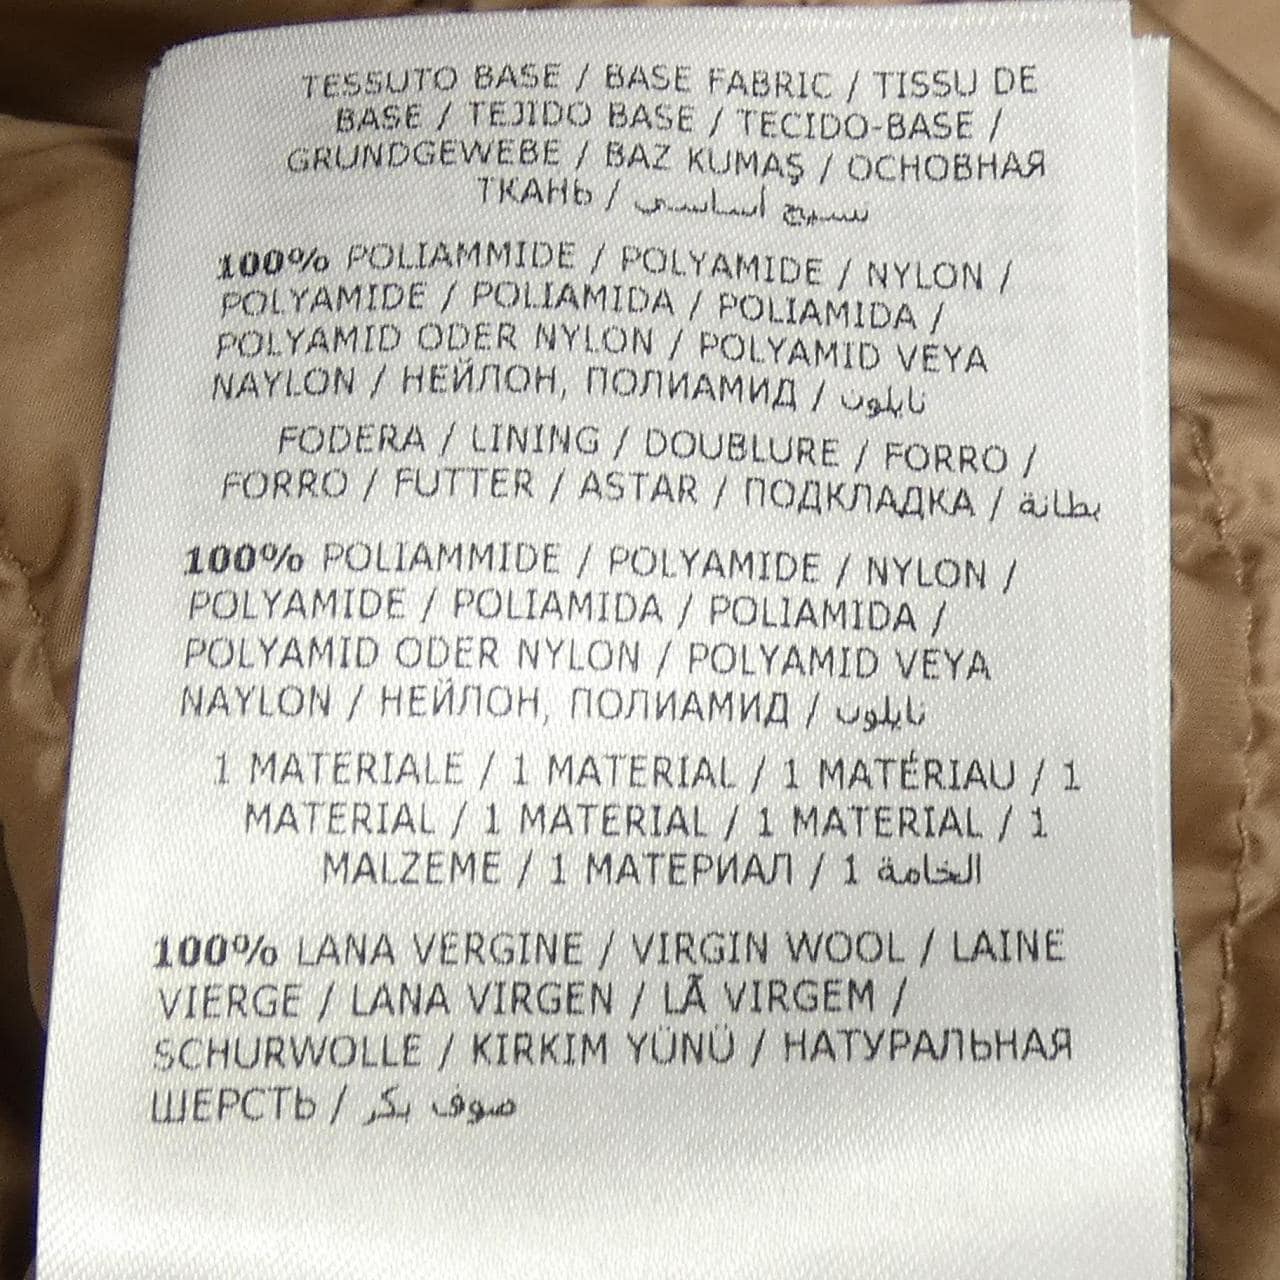 TESSUTO BASE / BASE FABRIC / TISSU DE
BASE / TEJIDO BASE / TECIDO-BASE /
GRUNDGEWEBE / BAZ KUMAŞ / ОСНОВНАЯ
ТКАНЬ / نسيج أساسي
100% POLIAMMIDE / POLYAMIDE / NYLON /
POLYAMIDE / POLIAMIDA / POLIAMIDA /
POLYAMID ODER NYLON / POLYAMID VEYA
NAYLON / НЕЙЛОН, ПОЛИАМИД / نايلون
FODERA / LINING / DOUBLURE / FORRO /
FORRO / FUTTER / ASTAR / ПОДКЛАДКА / بطانة
100% POLIAMMIDE / POLYAMIDE / NYLON /
POLYAMIDE / POLIAMIDA / POLIAMIDA /
POLYAMID ODER NYLON / POLYAMID VEYA
NAYLON / НЕЙЛОН, ПОЛИАМИД / نايلون
1 MATERIALE / 1 MATERIAL / 1 MATÉRIAU / 1
MATERIAL / 1 MATERIAL / 1 MATERIAL / 1
MALZEME / 1 МАТЕРИАЛ / 1 الخامة
100% LANA VERGINE / VIRGIN WOOL / LAINE
VIERGE / LANA VIRGEN / LÃ VIRGEM /
SCHURWOLLE / KIRKIM YÜNÜ / НАТУРАЛЬНАЯ
ШЕРСТЬ / صوف بكر